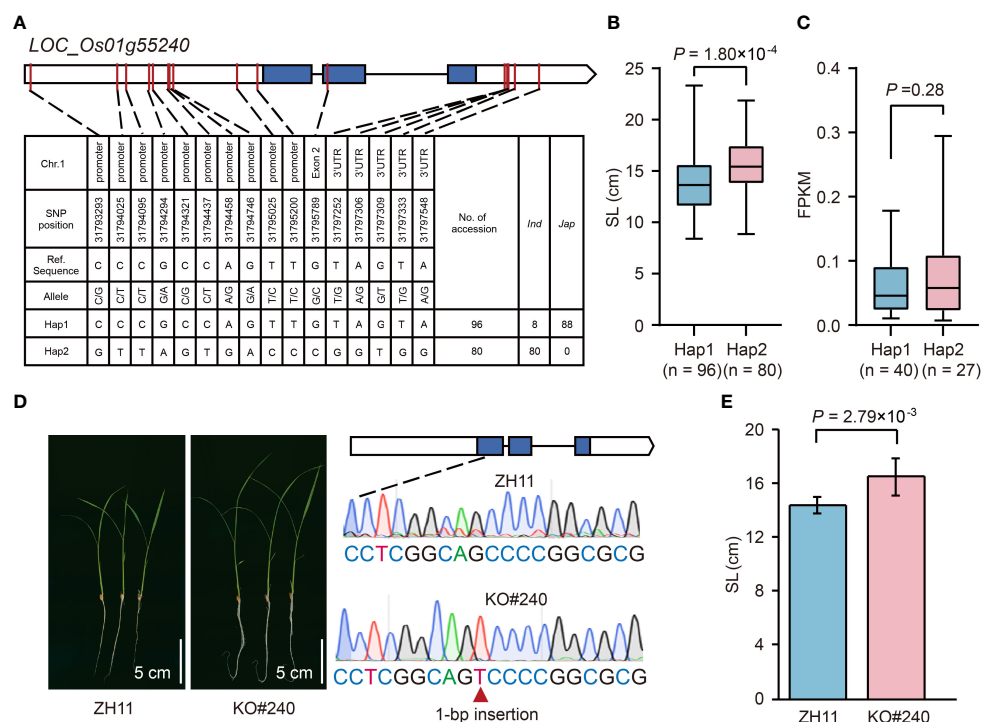 A
LOC_Os01g55240
Chr.1 promoter promoter promoter promoter promoter promoter promoter promoter promoter promoter Exon 2 3'UTR 3'UTR 3'UTR 3'UTR 3'UTR No. of accession Ind Jap
SNP position 31793293 31794025 31794095 31794294 31794321 31794437 31794458 31794746 31795025 31795200 31795789 31797252 31797306 31797309 31797333 31797548
Ref. Sequence C C C G C C A G T T G T A G T A
Allele C/G C/T C/T G/A C/G C/T A/G G/A T/C T/C G/C T/G A/G G/T T/G A/G
Hap1 C C C G C C A G T T G T A G T A 96 8 88
Hap2 G T T A G T G A C C C G G T G G 80 80 0
B
P = 1.80×10-4
SL (cm)
25
20
15
10
5
0
Hap1 Hap2
(n = 96) (n = 80)
C
P =0.28
FPKM
0.4
0.3
0.2
0.1
0.0
Hap1 Hap2
(n = 40) (n = 27)
D
5 cm 5 cm
ZH11 KO#240
ZH11
CCTCGGCAGCCCCGGCGCG
KO#240
CCTCGGCAGTCCCCGGCGCG
1-bp insertion
E
P = 2.79×10-3
SL (cm)
20
16
12
8
4
0
ZH11 KO#240